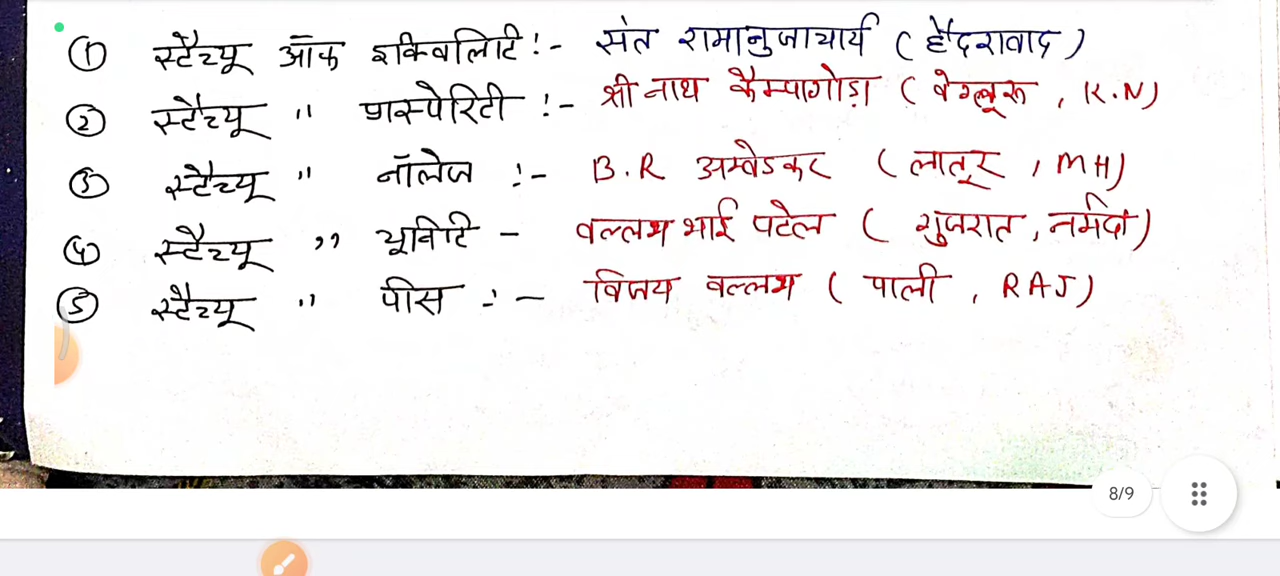 ① स्टैच्यू ऑफ इक्विलिटि :- संत रामानुजाचार्य ( हैदरावाद )
② स्टैच्यू " प्रास्पेरिटी :- श्री नाथ कैम्पागोड़ा ( वेंग्लूरू , K.N)
③ स्टैच्यू " नॉलेज :- B.R अम्वेडकर ( लातूर , MH)
④ स्टैच्यू ,, यूनिटि - वल्लभ भाई पटेल ( गुजरात , नर्मदा )
⑤ स्टैच्यू " पीस :- विजय वल्लभ ( पाली , RAJ )
8/9